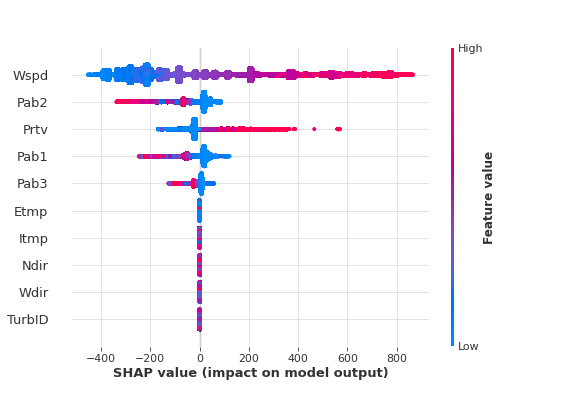 High
Wspd
Pab2
Prtv
Pab1
Pab3
Etmp
Itmp
Ndir
Wdir
TurbID
Feature value
Low
−400 −200 0 200 400 600 800
SHAP value (impact on model output)